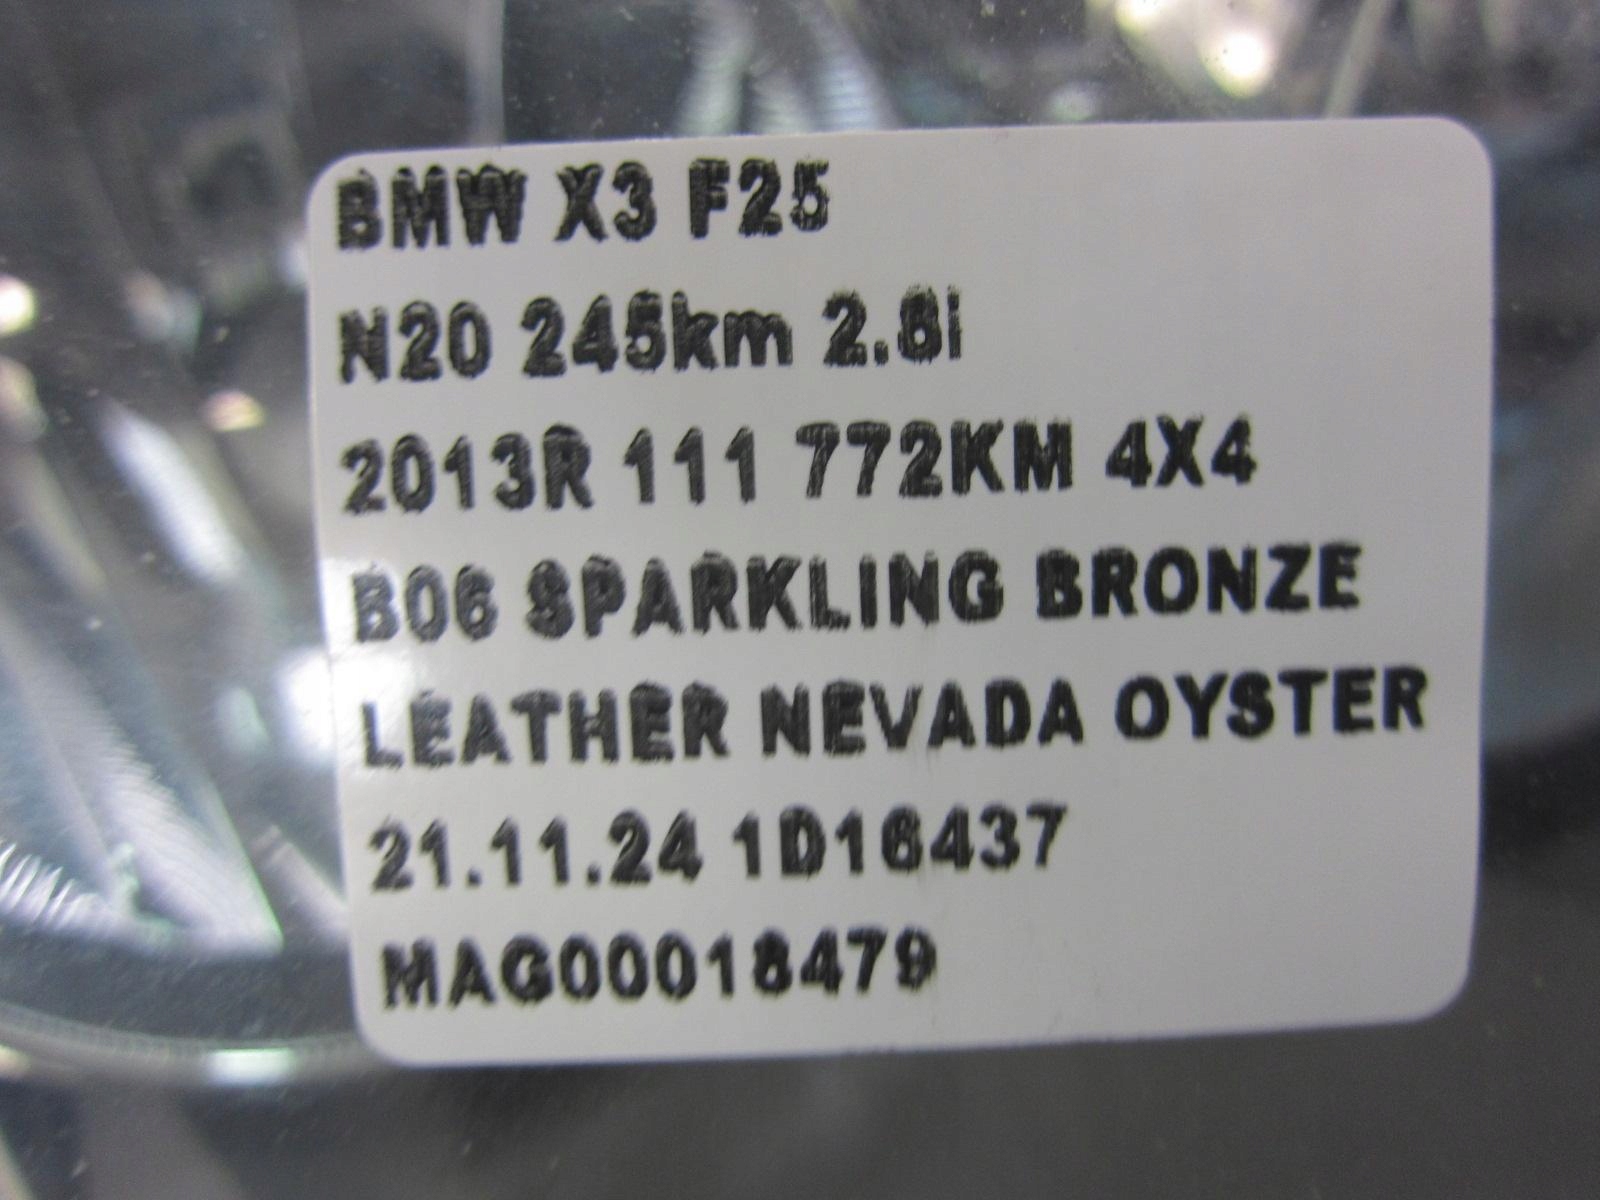 BMW X3 F25
N20 245km 2.8i
2013R 111 772KM 4X4
B06 SPARKLING BRONZE
LEATHER NEVADA OYSTER
21.11.24 1D16437
MAG00018479